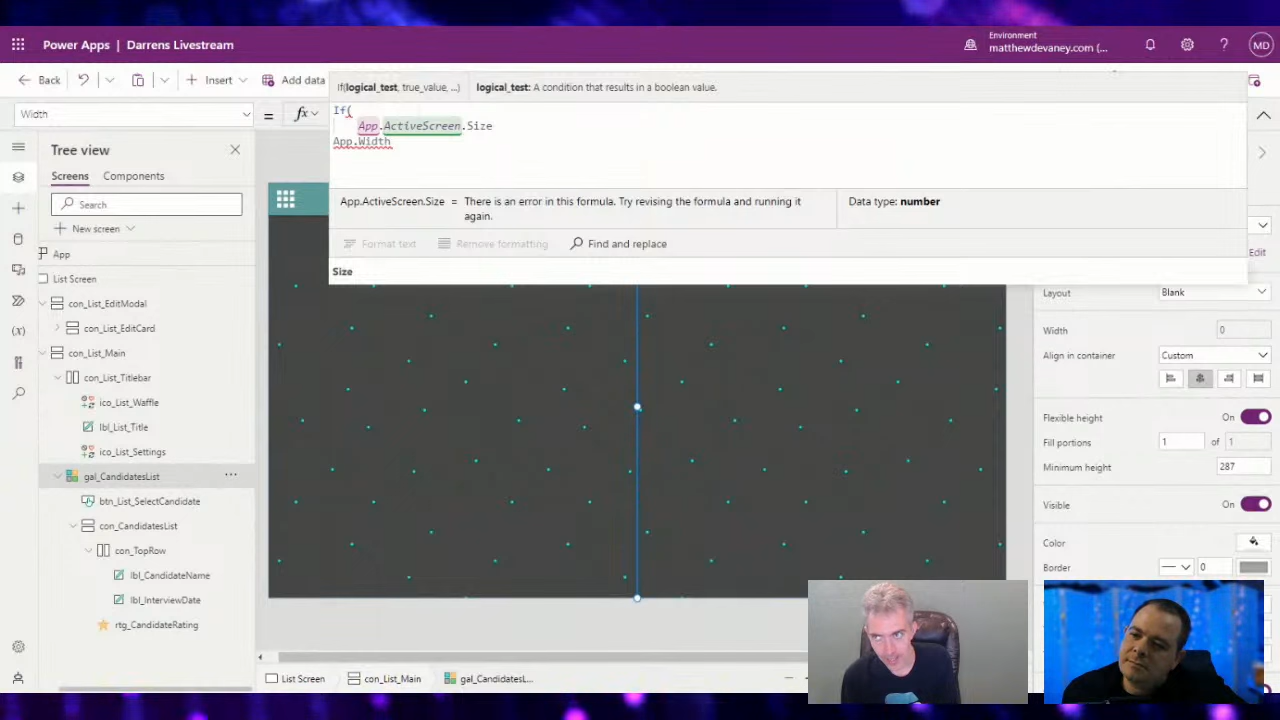 Power Apps | Darrens Livestream
Environment
matthewdevaney.com (...
MD
Back
Insert
Add data
If(logical_test, true_value, ...)
logical_test: A condition that results in a boolean value.
Width
=
fx
If(
App.ActiveScreen.Size
App.Width
App.ActiveScreen.Size = There is an error in this formula. Try revising the formula and running it
again.
Data type: number
Format text
Remove formatting
Find and replace
Size
Tree view
Screens
Components
Search
New screen
App
List Screen
con_List_EditModal
con_List_EditCard
con_List_Main
con_List_Titlebar
ico_List_Waffle
lbl_List_Title
ico_List_Settings
gal_CandidatesList
btn_List_SelectCandidate
con_CandidatesList
con_TopRow
lbl_CandidateName
lbl_InterviewDate
rtg_CandidateRating
Edit
Layout
Blank
Width
0
Align in container
Custom
Flexible height
On
Fill portions
1
of
1
Minimum height
287
Visible
On
Color
Border
0
List Screen
con_List_Main
gal_CandidatesL...